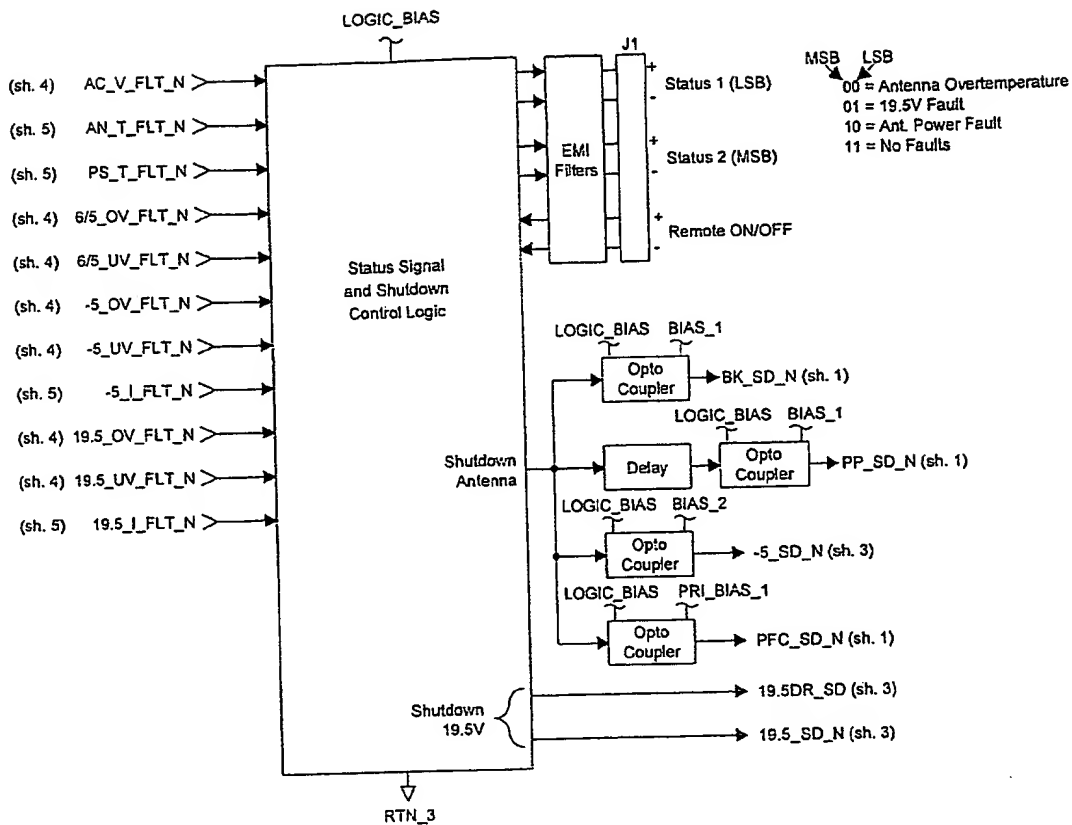 LOGIC_BIAS
J1
MSB LSB
00 = Antenna Overtemperature
01 = 19.5V Fault
10 = Ant. Power Fault
11 = No Faults
(sh. 4) AC_V_FLT_N
(sh. 5) AN_T_FLT_N
(sh. 5) PS_T_FLT_N
(sh. 4) 6/5_OV_FLT_N
(sh. 4) 6/5_UV_FLT_N
(sh. 4) -5_OV_FLT_N
(sh. 4) -5_UV_FLT_N
(sh. 5) -5_I_FLT_N
(sh. 4) 19.5_OV_FLT_N
(sh. 4) 19.5_UV_FLT_N
(sh. 5) 19.5_I_FLT_N
Status Signal
and Shutdown
Control Logic
EMI
Filters
+
Status 1 (LSB)
-
+
Status 2 (MSB)
-
+
Remote ON/OFF
-
LOGIC_BIAS BIAS_1
Opto
Coupler
BK_SD_N (sh. 1)
LOGIC_BIAS BIAS_1
Shutdown
Antenna
Delay
Opto
Coupler
PP_SD_N (sh. 1)
LOGIC_BIAS BIAS_2
Opto
Coupler
-5_SD_N (sh. 3)
LOGIC_BIAS PRI_BIAS_1
Opto
Coupler
PFC_SD_N (sh. 1)
Shutdown
19.5V
19.5DR_SD (sh. 3)
19.5_SD_N (sh. 3)
RTN_3